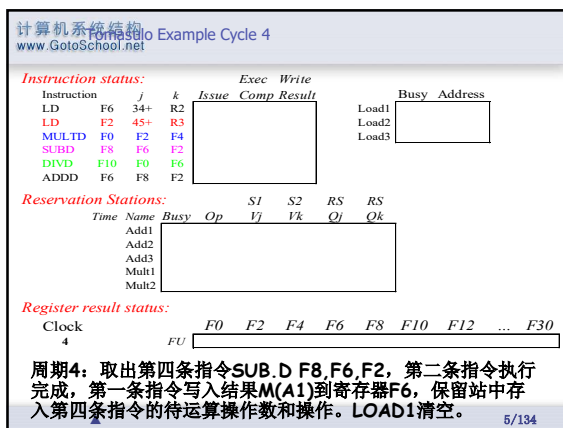 计算机系统结构
Tomasulo Example Cycle 4
www.GotoSchool.net
Instruction status: Exec Write
Instruction j k Issue Comp Result Busy Address
LD F6 34+ R2 Load1
LD F2 45+ R3 Load2
MULTD F0 F2 F4 Load3
SUBD F8 F6 F2
DIVD F10 F0 F6
ADDD F6 F8 F2
Reservation Stations: S1 S2 RS RS
Time Name Busy Op Vj Vk Qj Qk
Add1
Add2
Add3
Mult1
Mult2
Register result status:
Clock F0 F2 F4 F6 F8 F10 F12 ... F30
4 FU
周期4：取出第四条指令SUB.D F8,F6,F2，第二条指令执行
完成，第一条指令写入结果M(A1)到寄存器F6，保留站中存
入第四条指令的待运算操作数和操作。LOAD1清空。
5/134